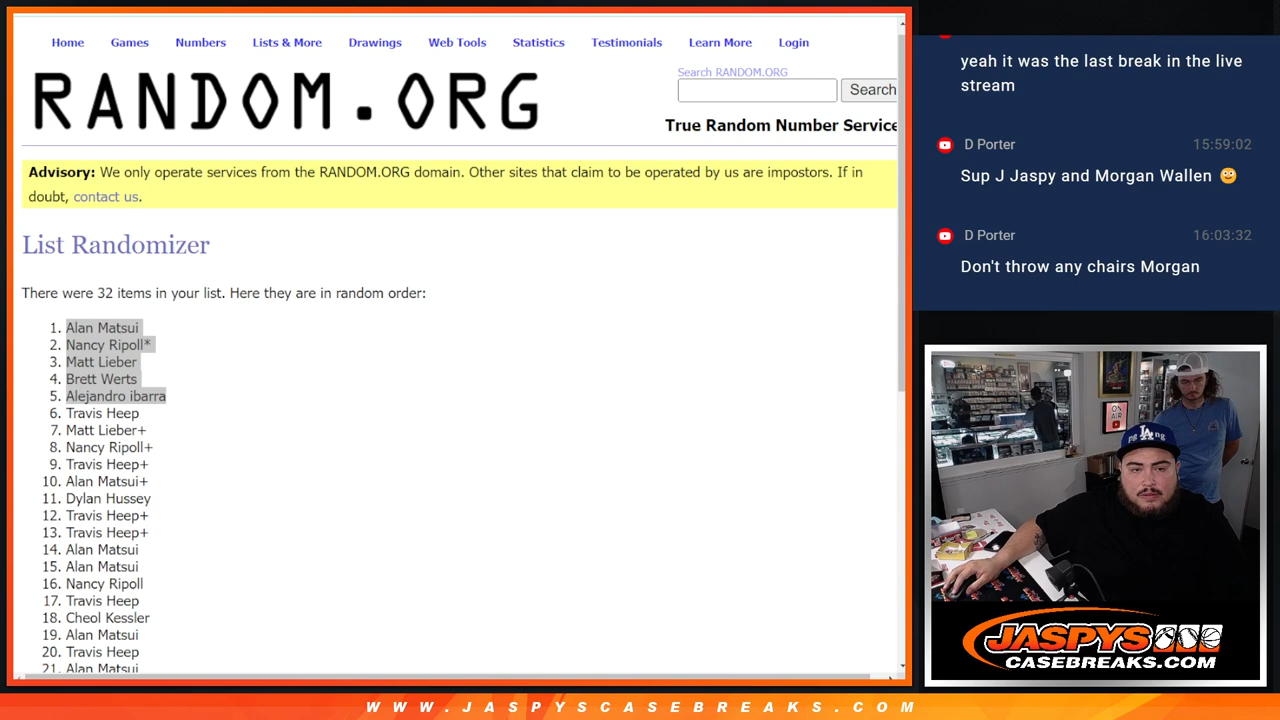 Home Games Numbers Lists & More Drawings Web Tools Statistics Testimonials Learn More Login
RANDOM.ORG
Search RANDOM.ORG
Search
True Random Number Service
Advisory: We only operate services from the RANDOM.ORG domain. Other sites that claim to be operated by us are impostors. If in
doubt, contact us.
List Randomizer
There were 32 items in your list. Here they are in random order:
1. Alan Matsui
2. Nancy Ripoll*
3. Matt Lieber
4. Brett Werts
5. Alejandro ibarra
6. Travis Heep
7. Matt Lieber+
8. Nancy Ripoll+
9. Travis Heep+
10. Alan Matsui+
11. Dylan Hussey
12. Travis Heep+
13. Travis Heep+
14. Alan Matsui
15. Alan Matsui
16. Nancy Ripoll
17. Travis Heep
18. Cheol Kessler
19. Alan Matsui
20. Travis Heep
21. Alan Matsui
yeah it was the last break in the live
stream
D Porter 15:59:02
Sup J Jaspy and Morgan Wallen 🙂
D Porter 16:03:32
Don't throw any chairs Morgan
ON
AIR
LA
JASPYS
CASEBREAKS.COM
WWW.JASPYSCASEBREAKS.COM